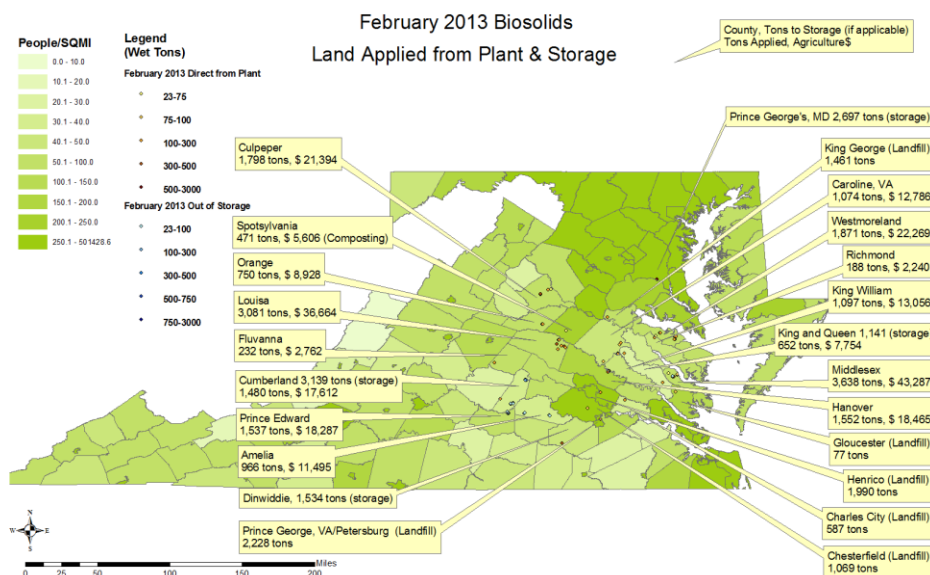 February 2013 Biosolids
Land Applied from Plant & Storage
People/SQMI
0.0 - 10.0
10.1 - 20.0
20.1 - 30.0
30.1 - 40.0
40.1 - 50.0
50.1 - 100.0
100.1 - 150.0
150.1 - 200.0
200.1 - 250.0
250.1 - 501428.6
Legend
(Wet Tons)
February 2013 Direct from Plant
23-75
75-100
100-300
300-500
500-3000
February 2013 Out of Storage
23-100
100-300
300-500
500-750
750-3000
County, Tons to Storage (if applicable)
Tons Applied, Agriculture$
Culpeper
1,798 tons, $ 21,394
Spotsylvania
471 tons, $ 5,606 (Composting)
Orange
750 tons, $ 8,928
Louisa
3,081 tons, $ 36,664
Fluvanna
232 tons, $ 2,762
Cumberland 3,139 tons (storage)
1,480 tons, $ 17,612
Prince Edward
1,537 tons, $ 18,287
Amelia
966 tons, $ 11,495
Dinwiddie, 1,534 tons (storage)
Prince George, VA/Petersburg (Landfill)
2,228 tons
Prince George's, MD 2,697 tons (storage)
King George (Landfill)
1,461 tons
Caroline, VA
1,074 tons, $ 12,786
Westmoreland
1,871 tons, $ 22,269
Richmond
188 tons, $ 2,240
King William
1,097 tons, $ 13,056
King and Queen 1,141 (storage
652 tons, $ 7,754
Middlesex
3,638 tons, $ 43,287
Hanover
1,552 tons, $ 18,465
Gloucester (Landfill)
77 tons
Henrico (Landfill)
1,990 tons
Charles City (Landfill)
587 tons
Chesterfield (Landfill)
1,069 tons
N
W
E
S
Miles
0 12.5 25 50 100 150 200